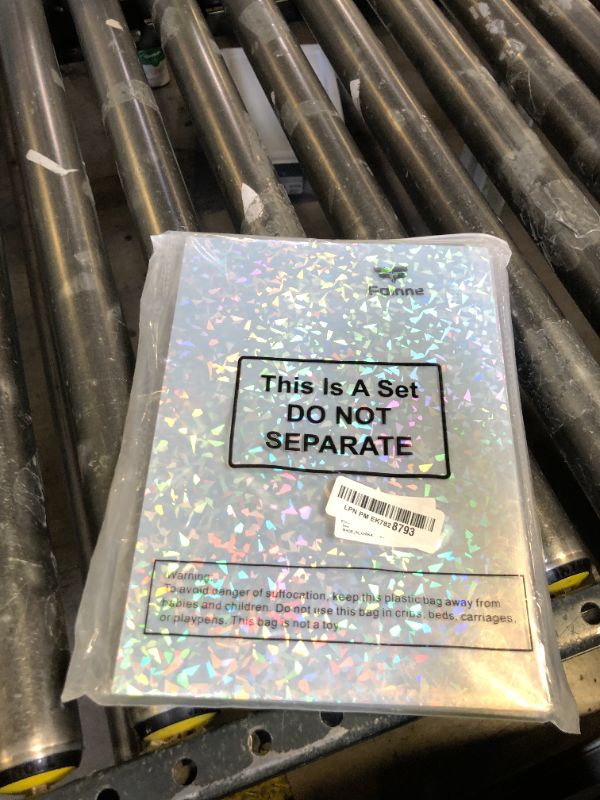 Fainne
This Is A Set
DO NOT
SEPARATE
LPN PM EK782 8793
Warning:
To avoid danger of suffocation, keep this plastic bag away from
babies and children. Do not use this bag in cribs, beds, carriages,
or playpens. This bag is not a toy.